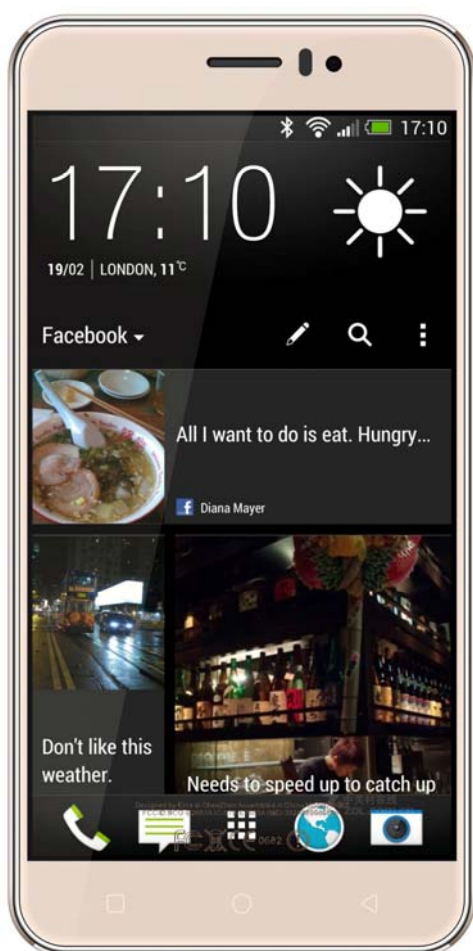 17:10
17:10
19/02 | LONDON, 11°C
Facebook
All I want to do is eat. Hungry...
Diana Mayer
Don't like this
weather.
Needs to speed up to catch up
0682